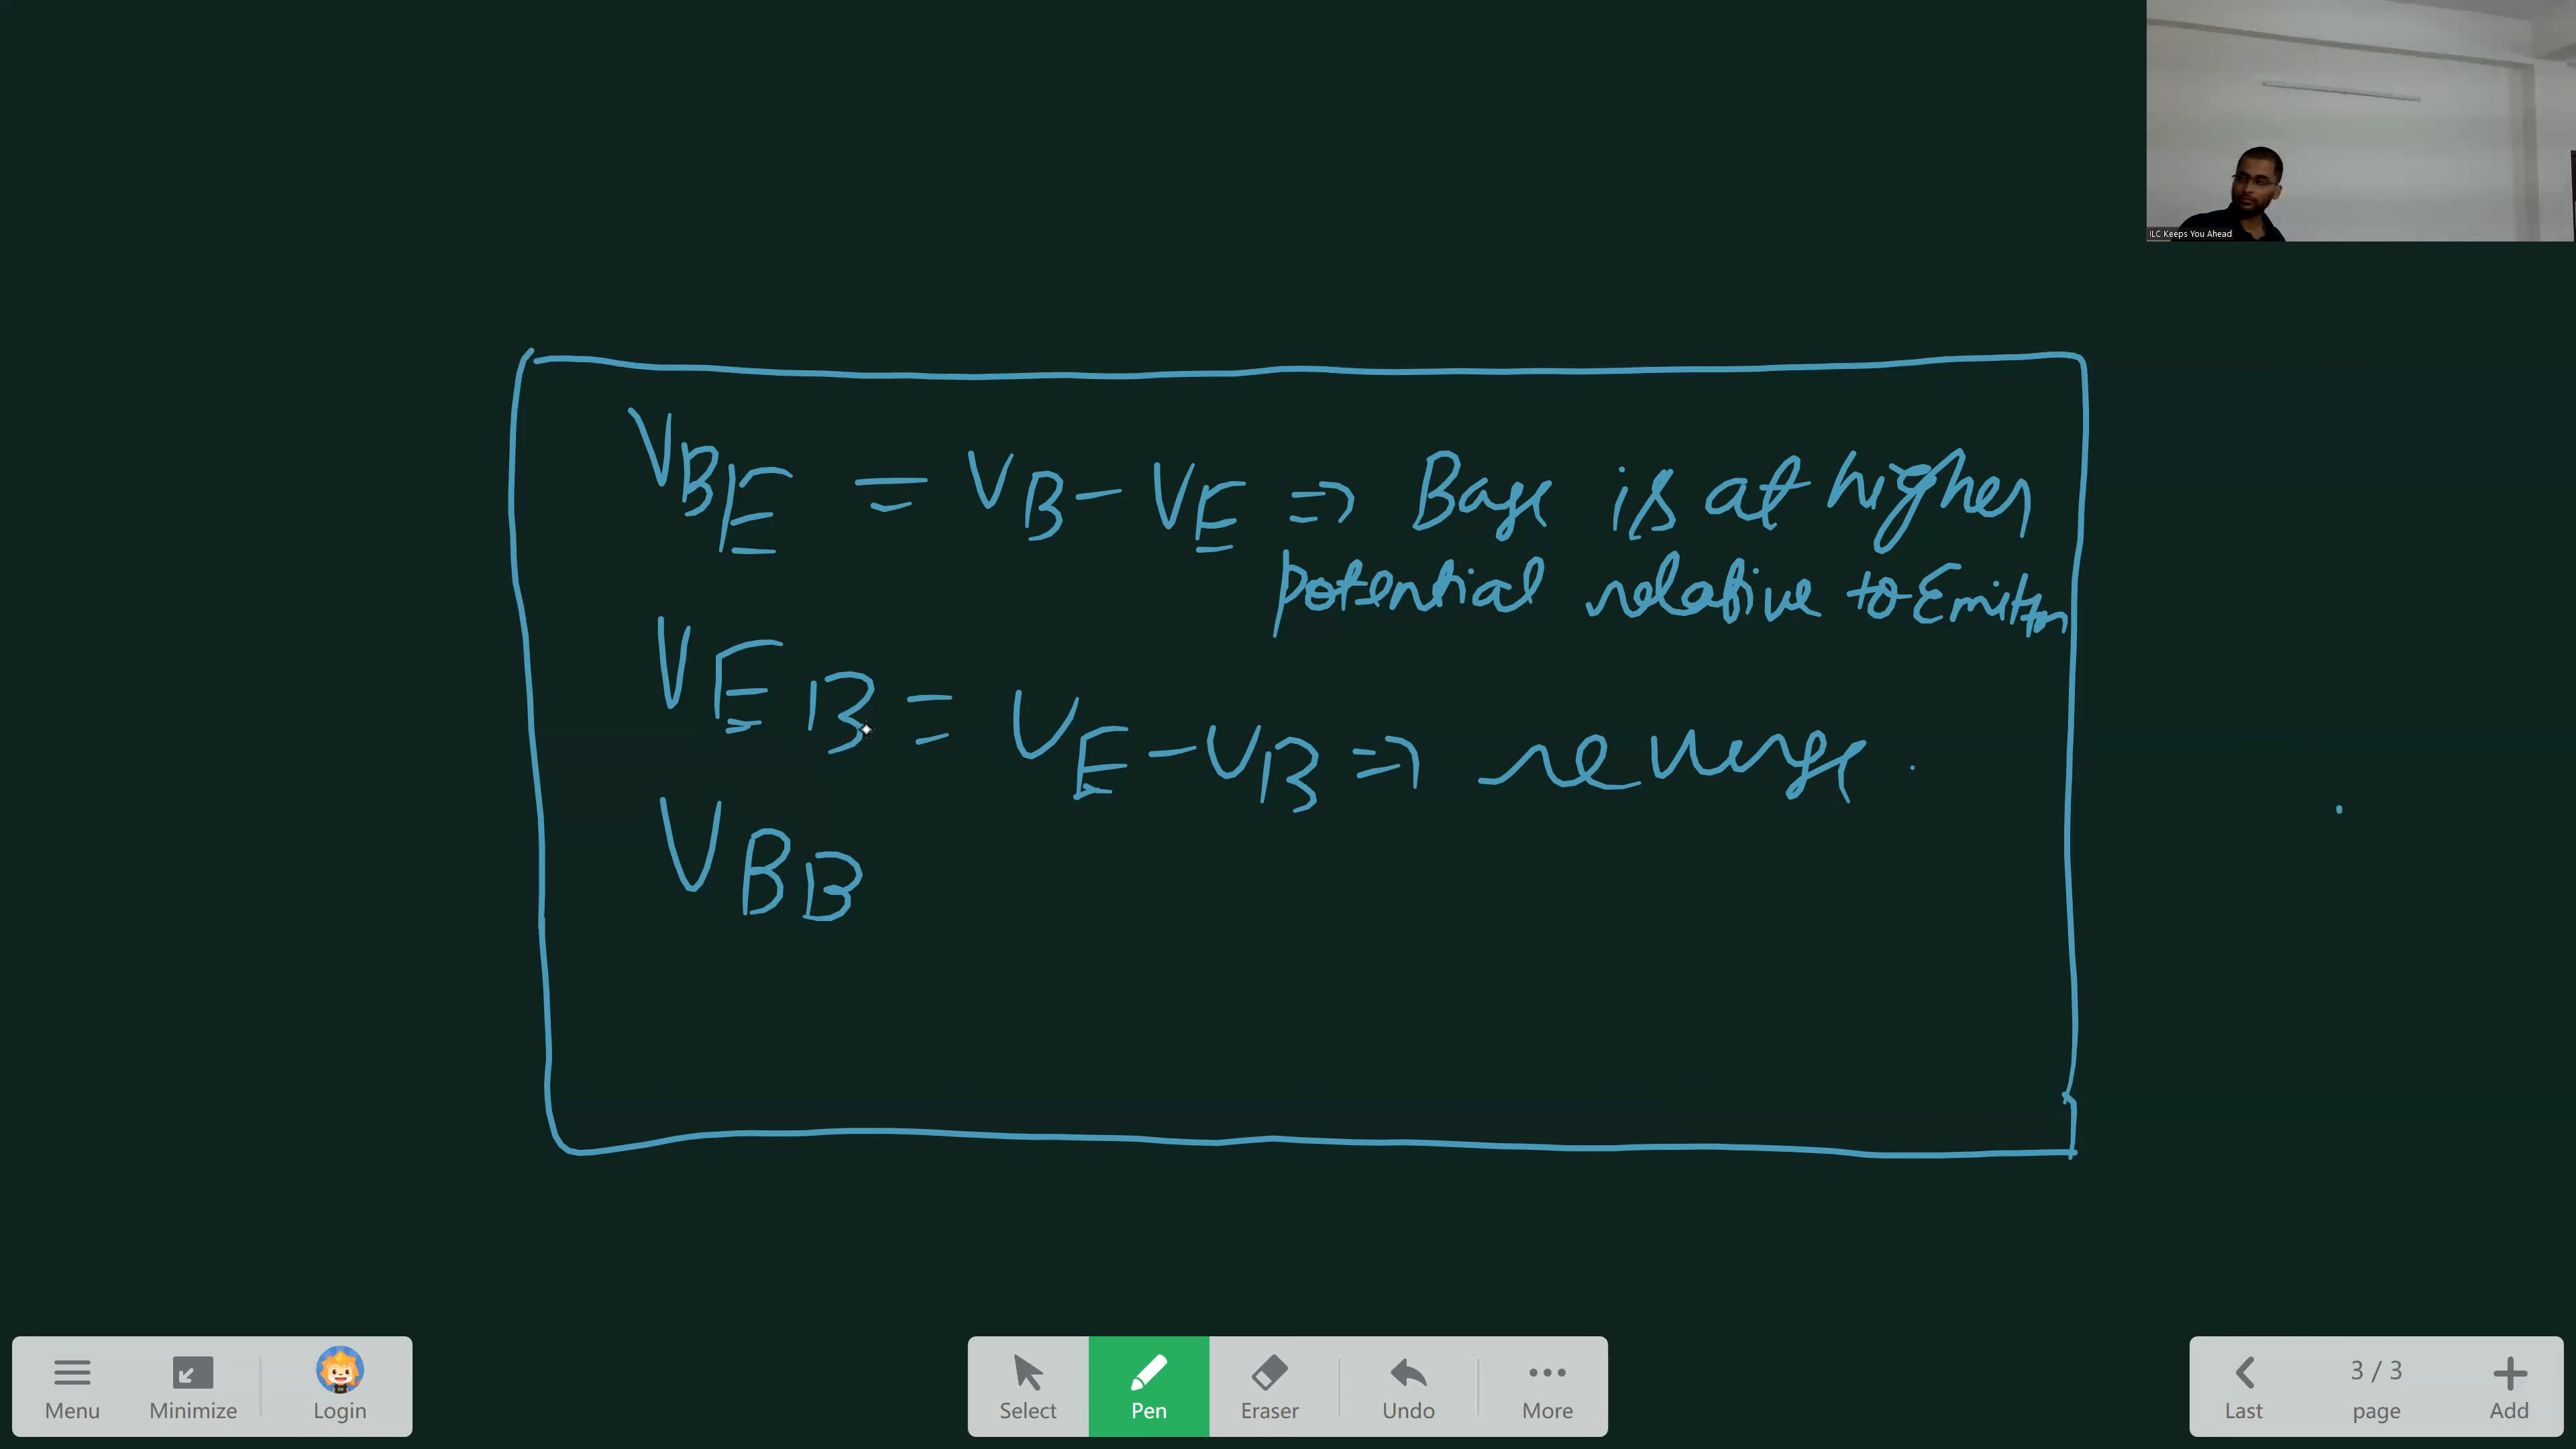 ILC Keeps You Ahead
VBE = VB - VE => Base is at higher
potential relative to Emitter
VEB = VE - VB => reverse.
VBB
Menu Minimize Login
Select Pen Eraser Undo More
3 / 3
Last page Add